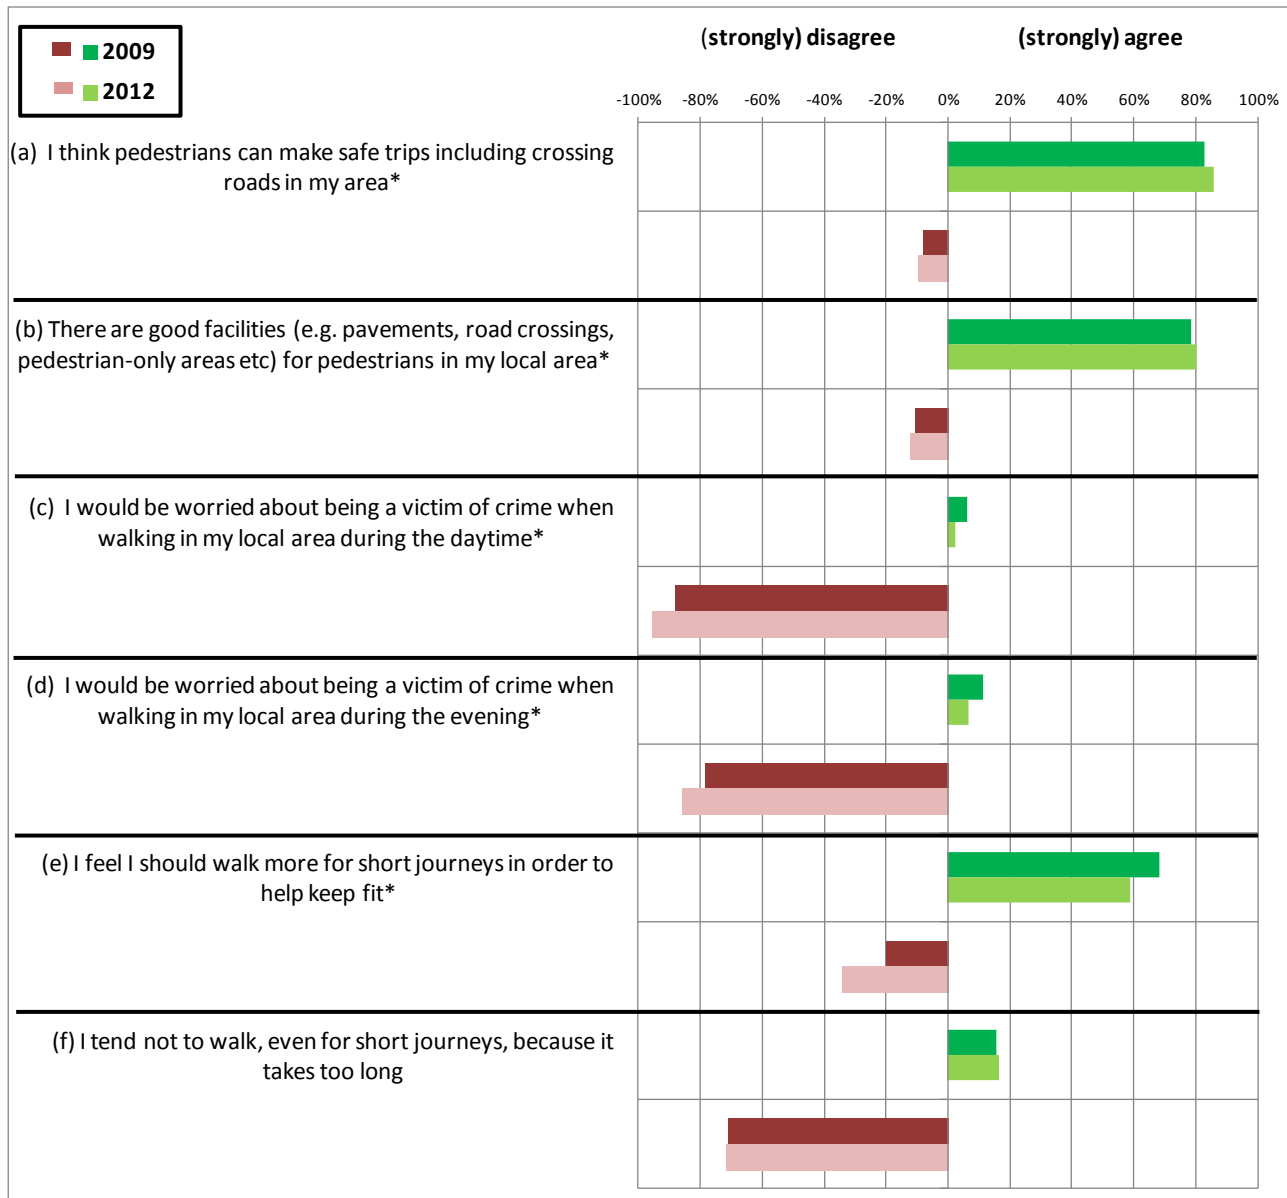 2009
2012
(strongly) disagree
(strongly) agree
-100% -80% -60% -40% -20% 0% 20% 40% 60% 80% 100%
(a) I think pedestrians can make safe trips including crossing
roads in my area*
(b) There are good facilities (e.g. pavements, road crossings,
pedestrian-only areas etc) for pedestrians in my local area*
(c) I would be worried about being a victim of crime when
walking in my local area during the daytime*
(d) I would be worried about being a victim of crime when
walking in my local area during the evening*
(e) I feel I should walk more for short journeys in order to
help keep fit*
(f) I tend not to walk, even for short journeys, because it
takes too long